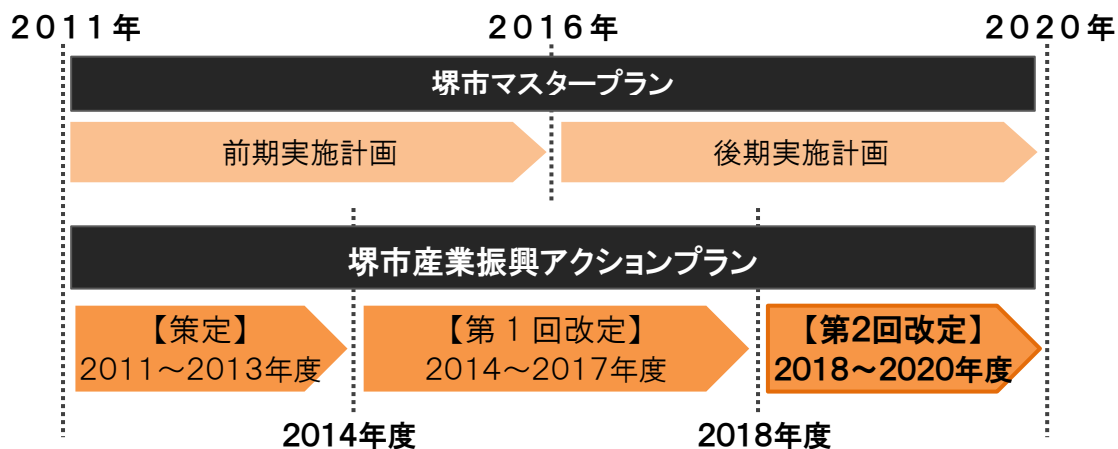 2011年
2016年
2020年
堺市マスタープラン
前期実施計画
後期実施計画
堺市産業振興アクションプラン
【策定】
2011～2013年度
【第1回改定】
2014～2017年度
【第2回改定】
2018～2020年度
2014年度
2018年度